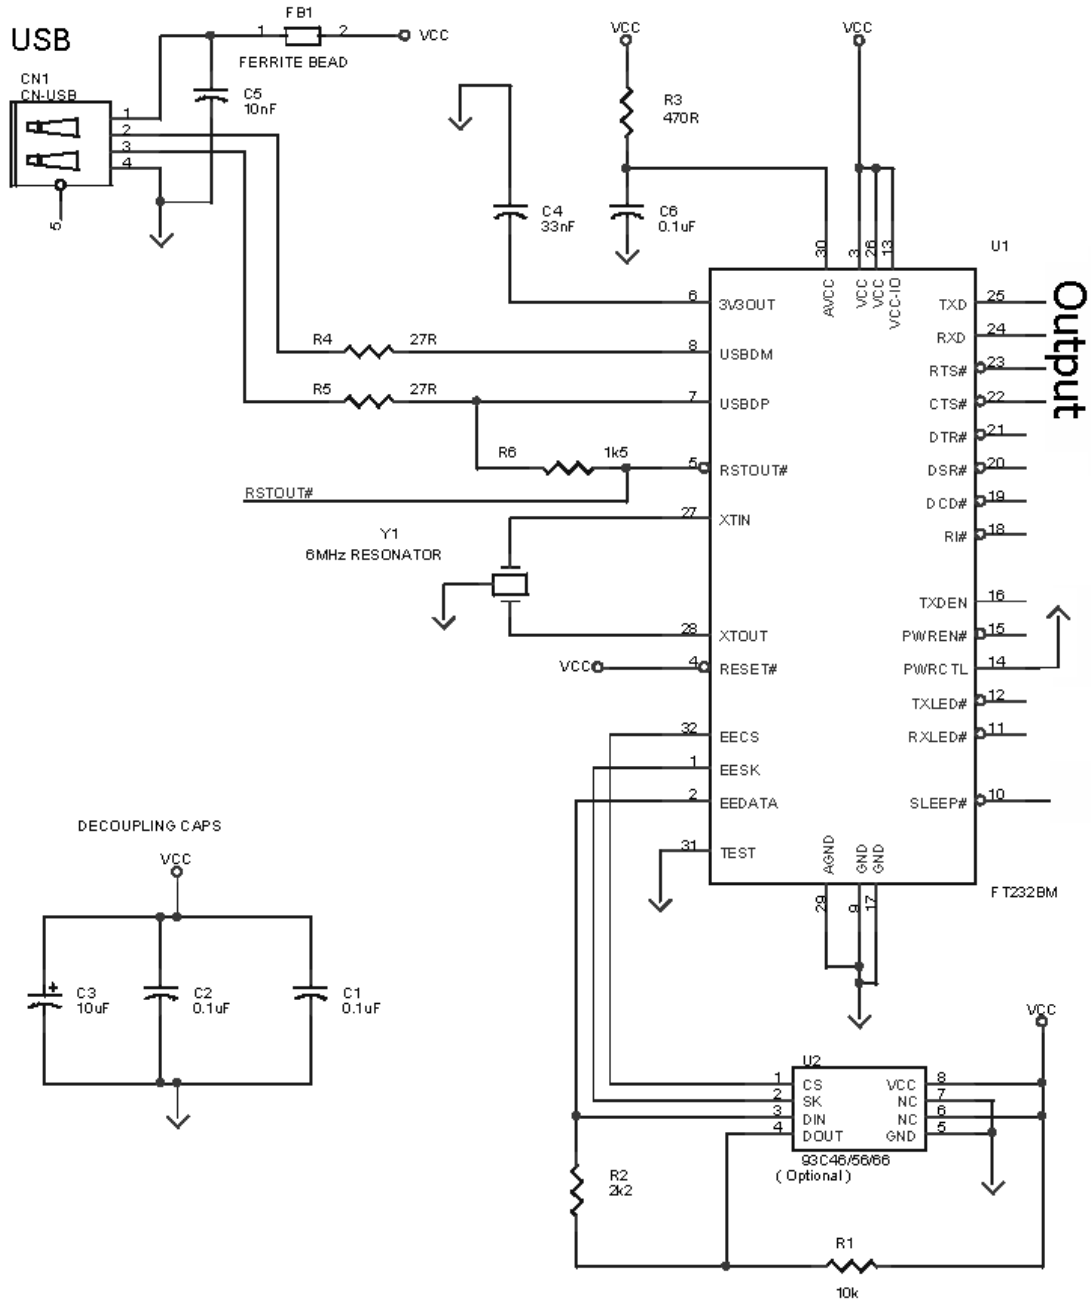 USB
1 FB1 2 VCC
FERRITE BEAD
CN1
CN-USB
1
2
3
4
5
C5
10nF
VCC
R3
470R
VCC
C4
33nF
C6
0.1uF
30
3
26
13
U1
AVCC
VCC
VCC
VCC-IO
6 3V3OUT
R4 27R 8 USBDM
R5 27R 7 USBDP
R6 1k5 5 RSTOUT#
RSTOUT#
27 XTIN
Y1
6MHz RESONATOR
28 XTOUT
VCC 4 RESET#
32 EECS
1 EESK
2 EEDATA
31 TEST
TXD 25
RXD 24
RTS# 23
CTS# 22
DTR# 21
DSR# 20
DCD# 19
RI# 18
TXDEN 16
PWREN# 15
PWRCTL 14
TXLED# 12
RXLED# 11
SLEEP# 10
Output
AGND
GND
GND
29
9
17
FT232BM
DECOUPLING CAPS
VCC
C3
10uF
C2
0.1uF
C1
0.1uF
VCC
U2
1 CS VCC 8
2 SK NC 7
3 DIN NC 6
4 DOUT GND 5
93C46/56/66
( Optional )
R2
2k2
R1
10k